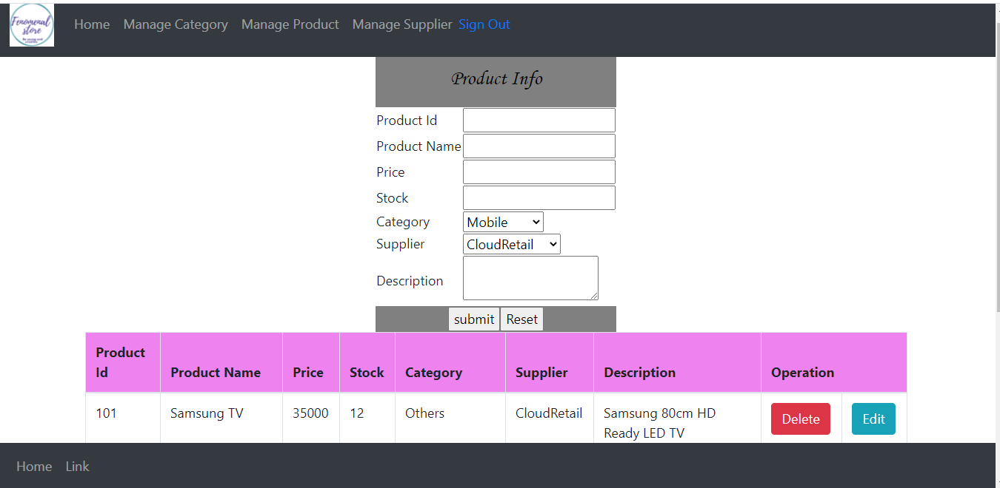 Fenomenal
store
Home Manage Category Manage Product Manage Supplier Sign Out
Product Info
Product Id
Product Name
Price
Stock
Category Mobile
Supplier CloudRetail
Description
submit Reset
Product
Id Product Name Price Stock Category Supplier Description Operation
101 Samsung TV 35000 12 Others CloudRetail Samsung 80cm HD
Ready LED TV Delete Edit
Home Link